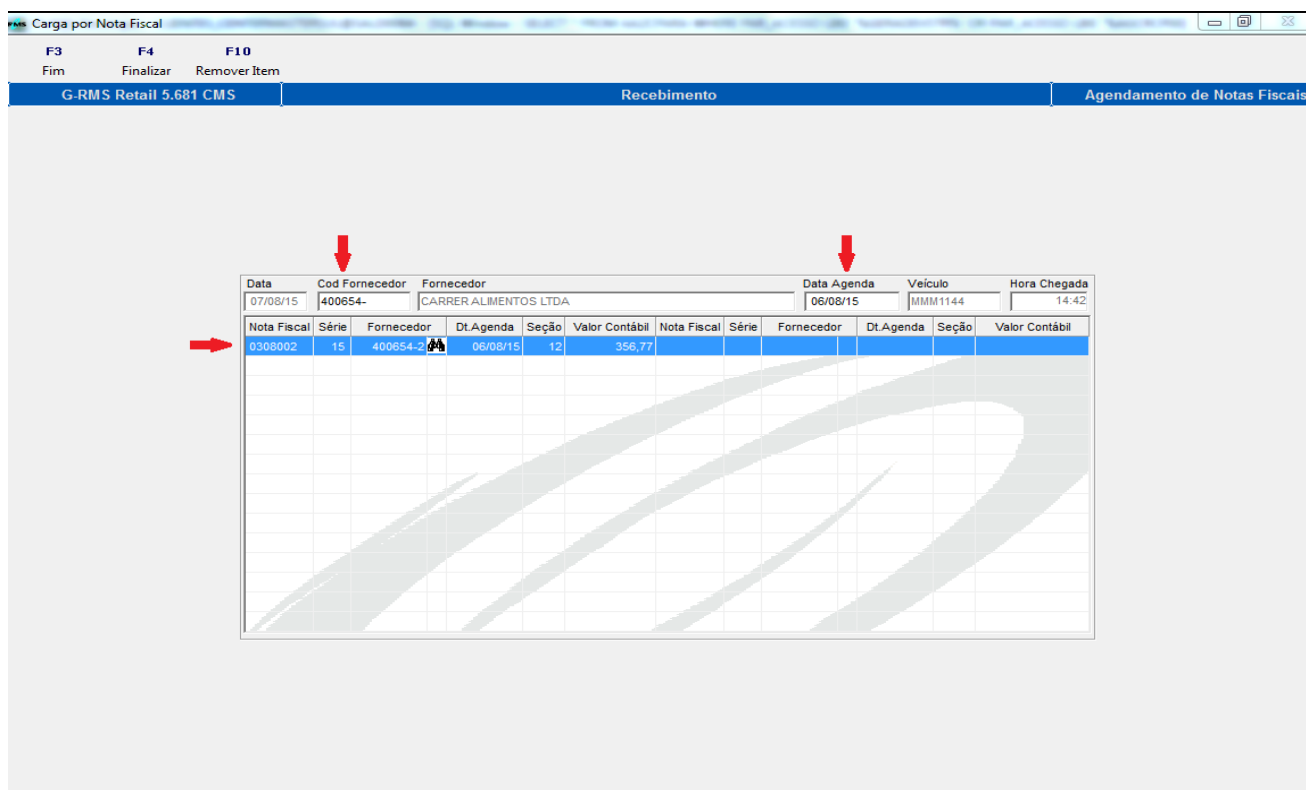 RMS Carga por Nota Fiscal
F3 F4 F10
Fim Finalizar Remover Item
G-RMS Retail 5.681 CMS Recebimento Agendamento de Notas Fiscais
Data Cod Fornecedor Fornecedor Data Agenda Veículo Hora Chegada
07/08/15 400654- CARRER ALIMENTOS LTDA 06/08/15 MMM1144 14:42
Nota Fiscal Série Fornecedor Dt.Agenda Seção Valor Contábil Nota Fiscal Série Fornecedor Dt.Agenda Seção Valor Contábil
0308002 15 400654-2 06/08/15 12 356,77